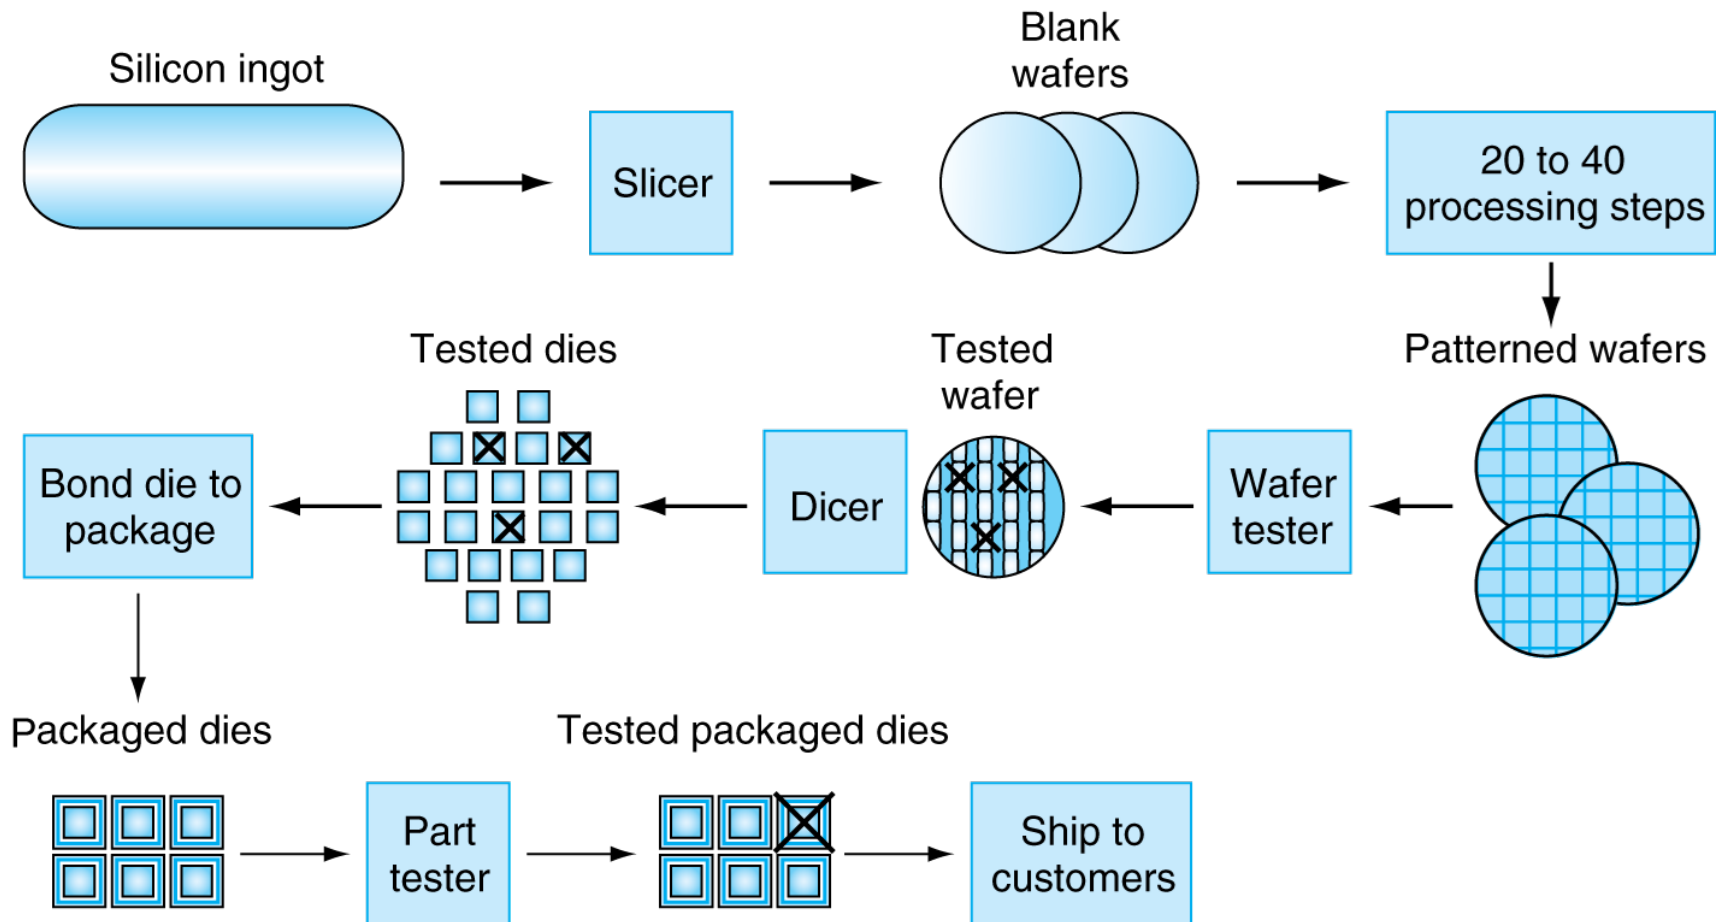 Silicon ingot
Slicer
Blank
wafers
20 to 40
processing steps
Tested dies
Tested
wafer
Patterned wafers
Bond die to
package
Dicer
Wafer
tester
Packaged dies
Tested packaged dies
Part
tester
Ship to
customers